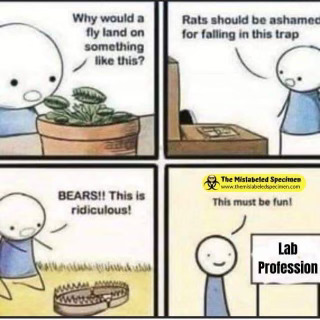 Why would a
fly land on
something
like this?
Rats should be ashamed
for falling in this trap
BEARS!! This is
ridiculous!
The Mislabeled Specimen
www.themislabeledspecimen.com
This must be fun!
Lab
Profession